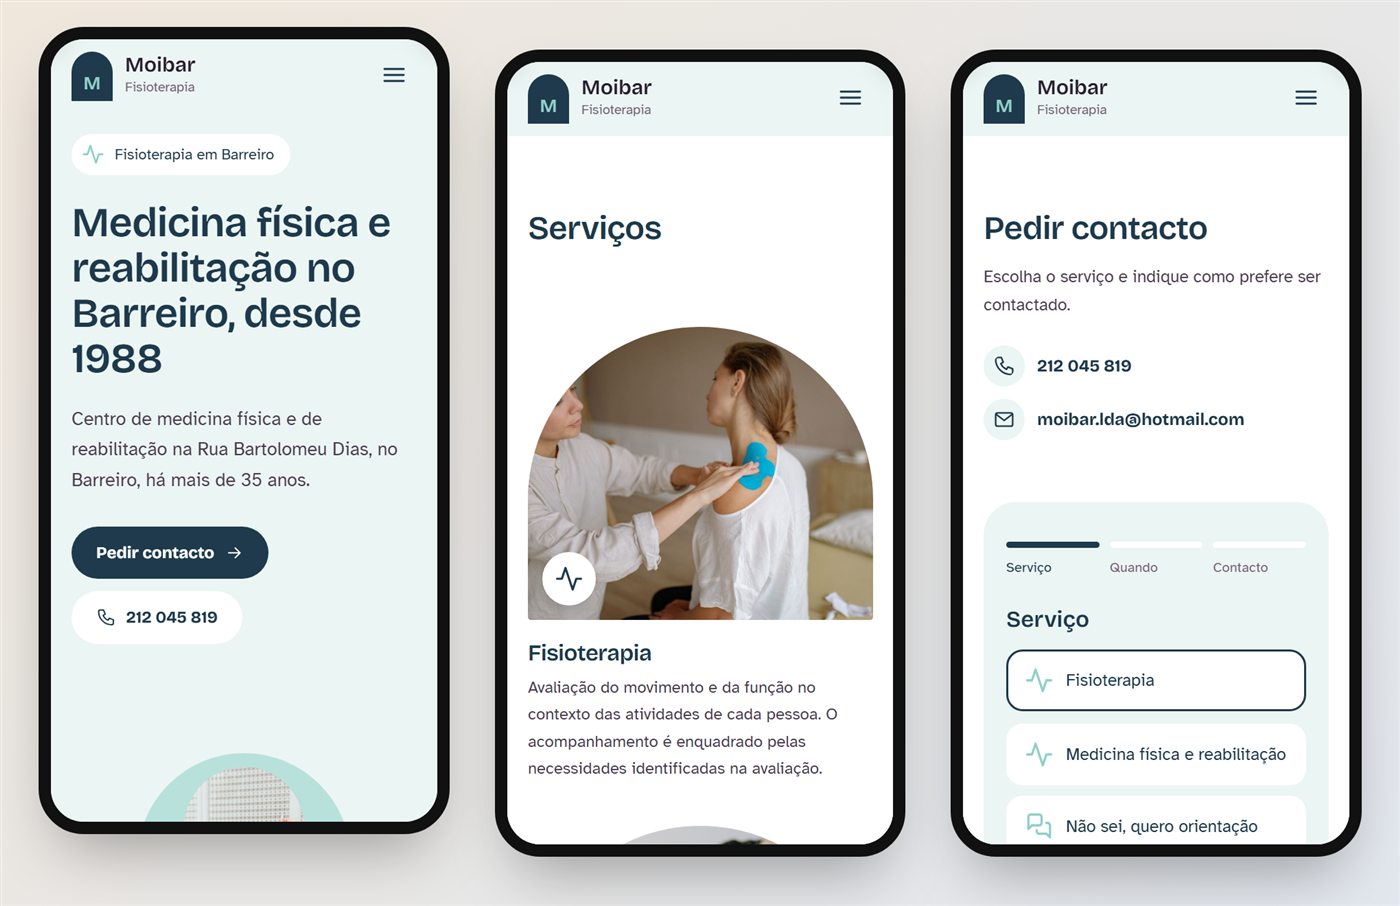 M
Moibar
Fisioterapia
Fisioterapia em Barreiro
Medicina física e
reabilitação no
Barreiro, desde
1988
Centro de medicina física e de
reabilitação na Rua Bartolomeu Dias, no
Barreiro, há mais de 35 anos.
Pedir contacto
212 045 819
M
Moibar
Fisioterapia
Serviços
Fisioterapia
Avaliação do movimento e da função no
contexto das atividades de cada pessoa. O
acompanhamento é enquadrado pelas
necessidades identificadas na avaliação.
M
Moibar
Fisioterapia
Pedir contacto
Escolha o serviço e indique como prefere ser
contactado.
212 045 819
moibar.lda@hotmail.com
Serviço Quando Contacto
Serviço
Fisioterapia
Medicina física e reabilitação
Não sei, quero orientação